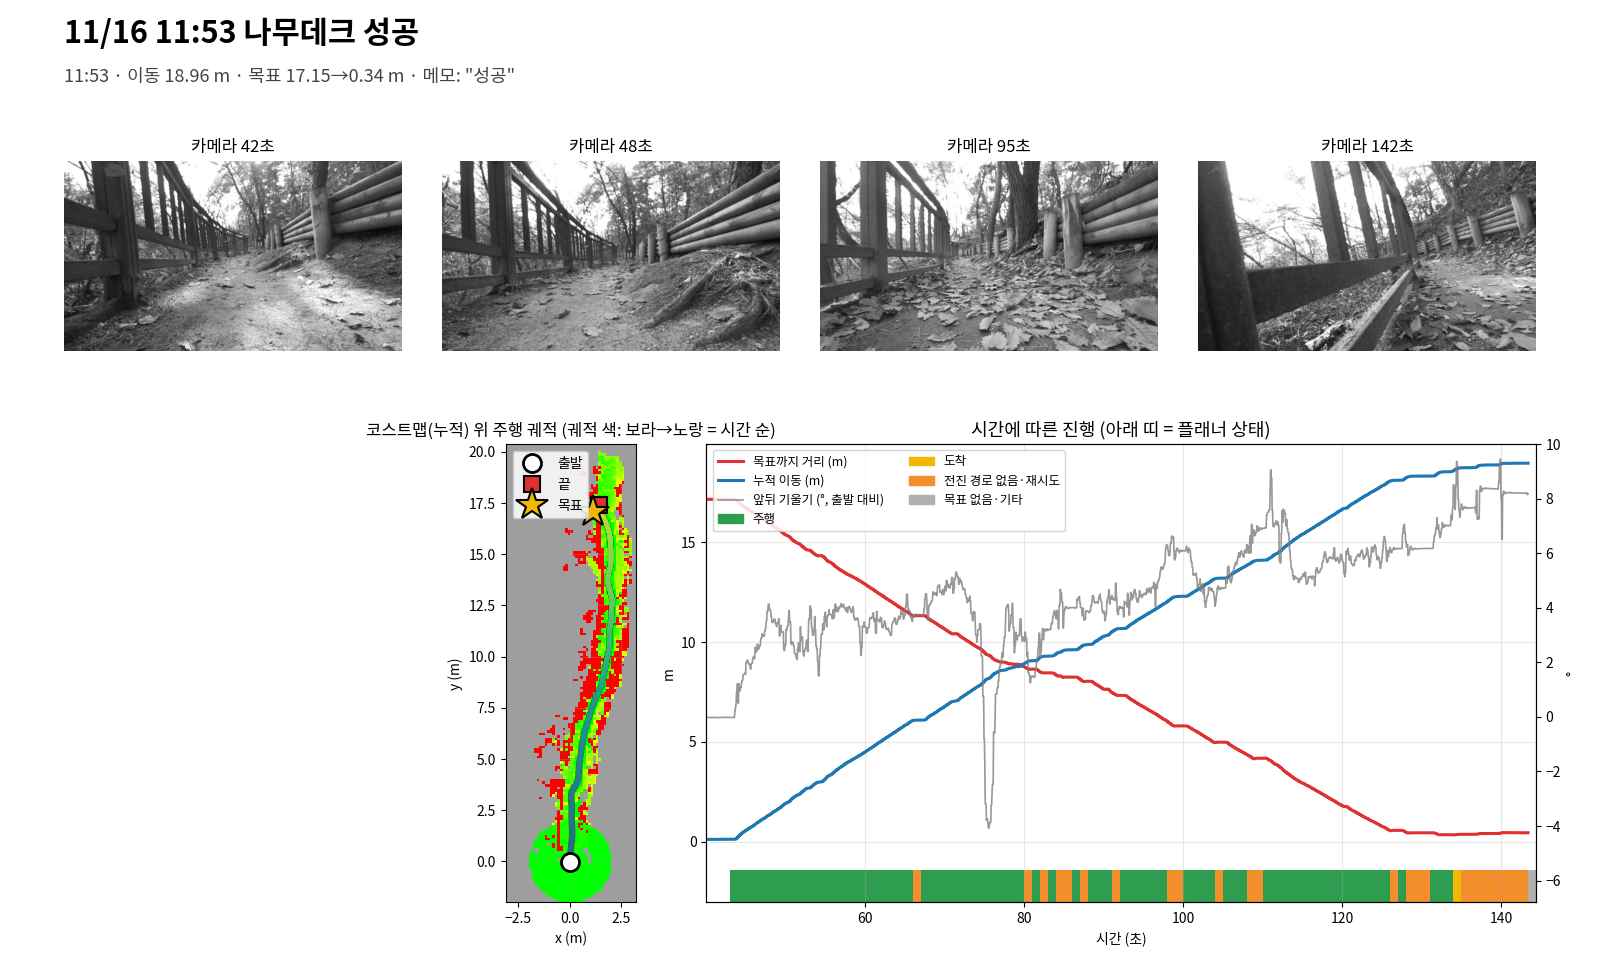 11/16 11:53 나무데크 성공
11:53 · 이동 18.96 m · 목표 17.15→0.34 m · 메모: "성공"
카메라 42초
카메라 48초
카메라 95초
카메라 142초
코스트맵(누적) 위 주행 궤적 (궤적 색: 보라→노랑 = 시간 순)
출발
끝
목표
20.0
17.5
15.0
12.5
10.0
7.5
5.0
2.5
0.0
y (m)
−2.5 0.0 2.5
x (m)
시간에 따른 진행 (아래 띠 = 플래너 상태)
목표까지 거리 (m)
누적 이동 (m)
앞뒤 기울기 (°, 출발 대비)
주행
도착
전진 경로 없음·재시도
목표 없음·기타
15
10
5
0
m
10
8
6
4
2
0
−2
−4
−6
°
60 80 100 120 140
시간 (초)